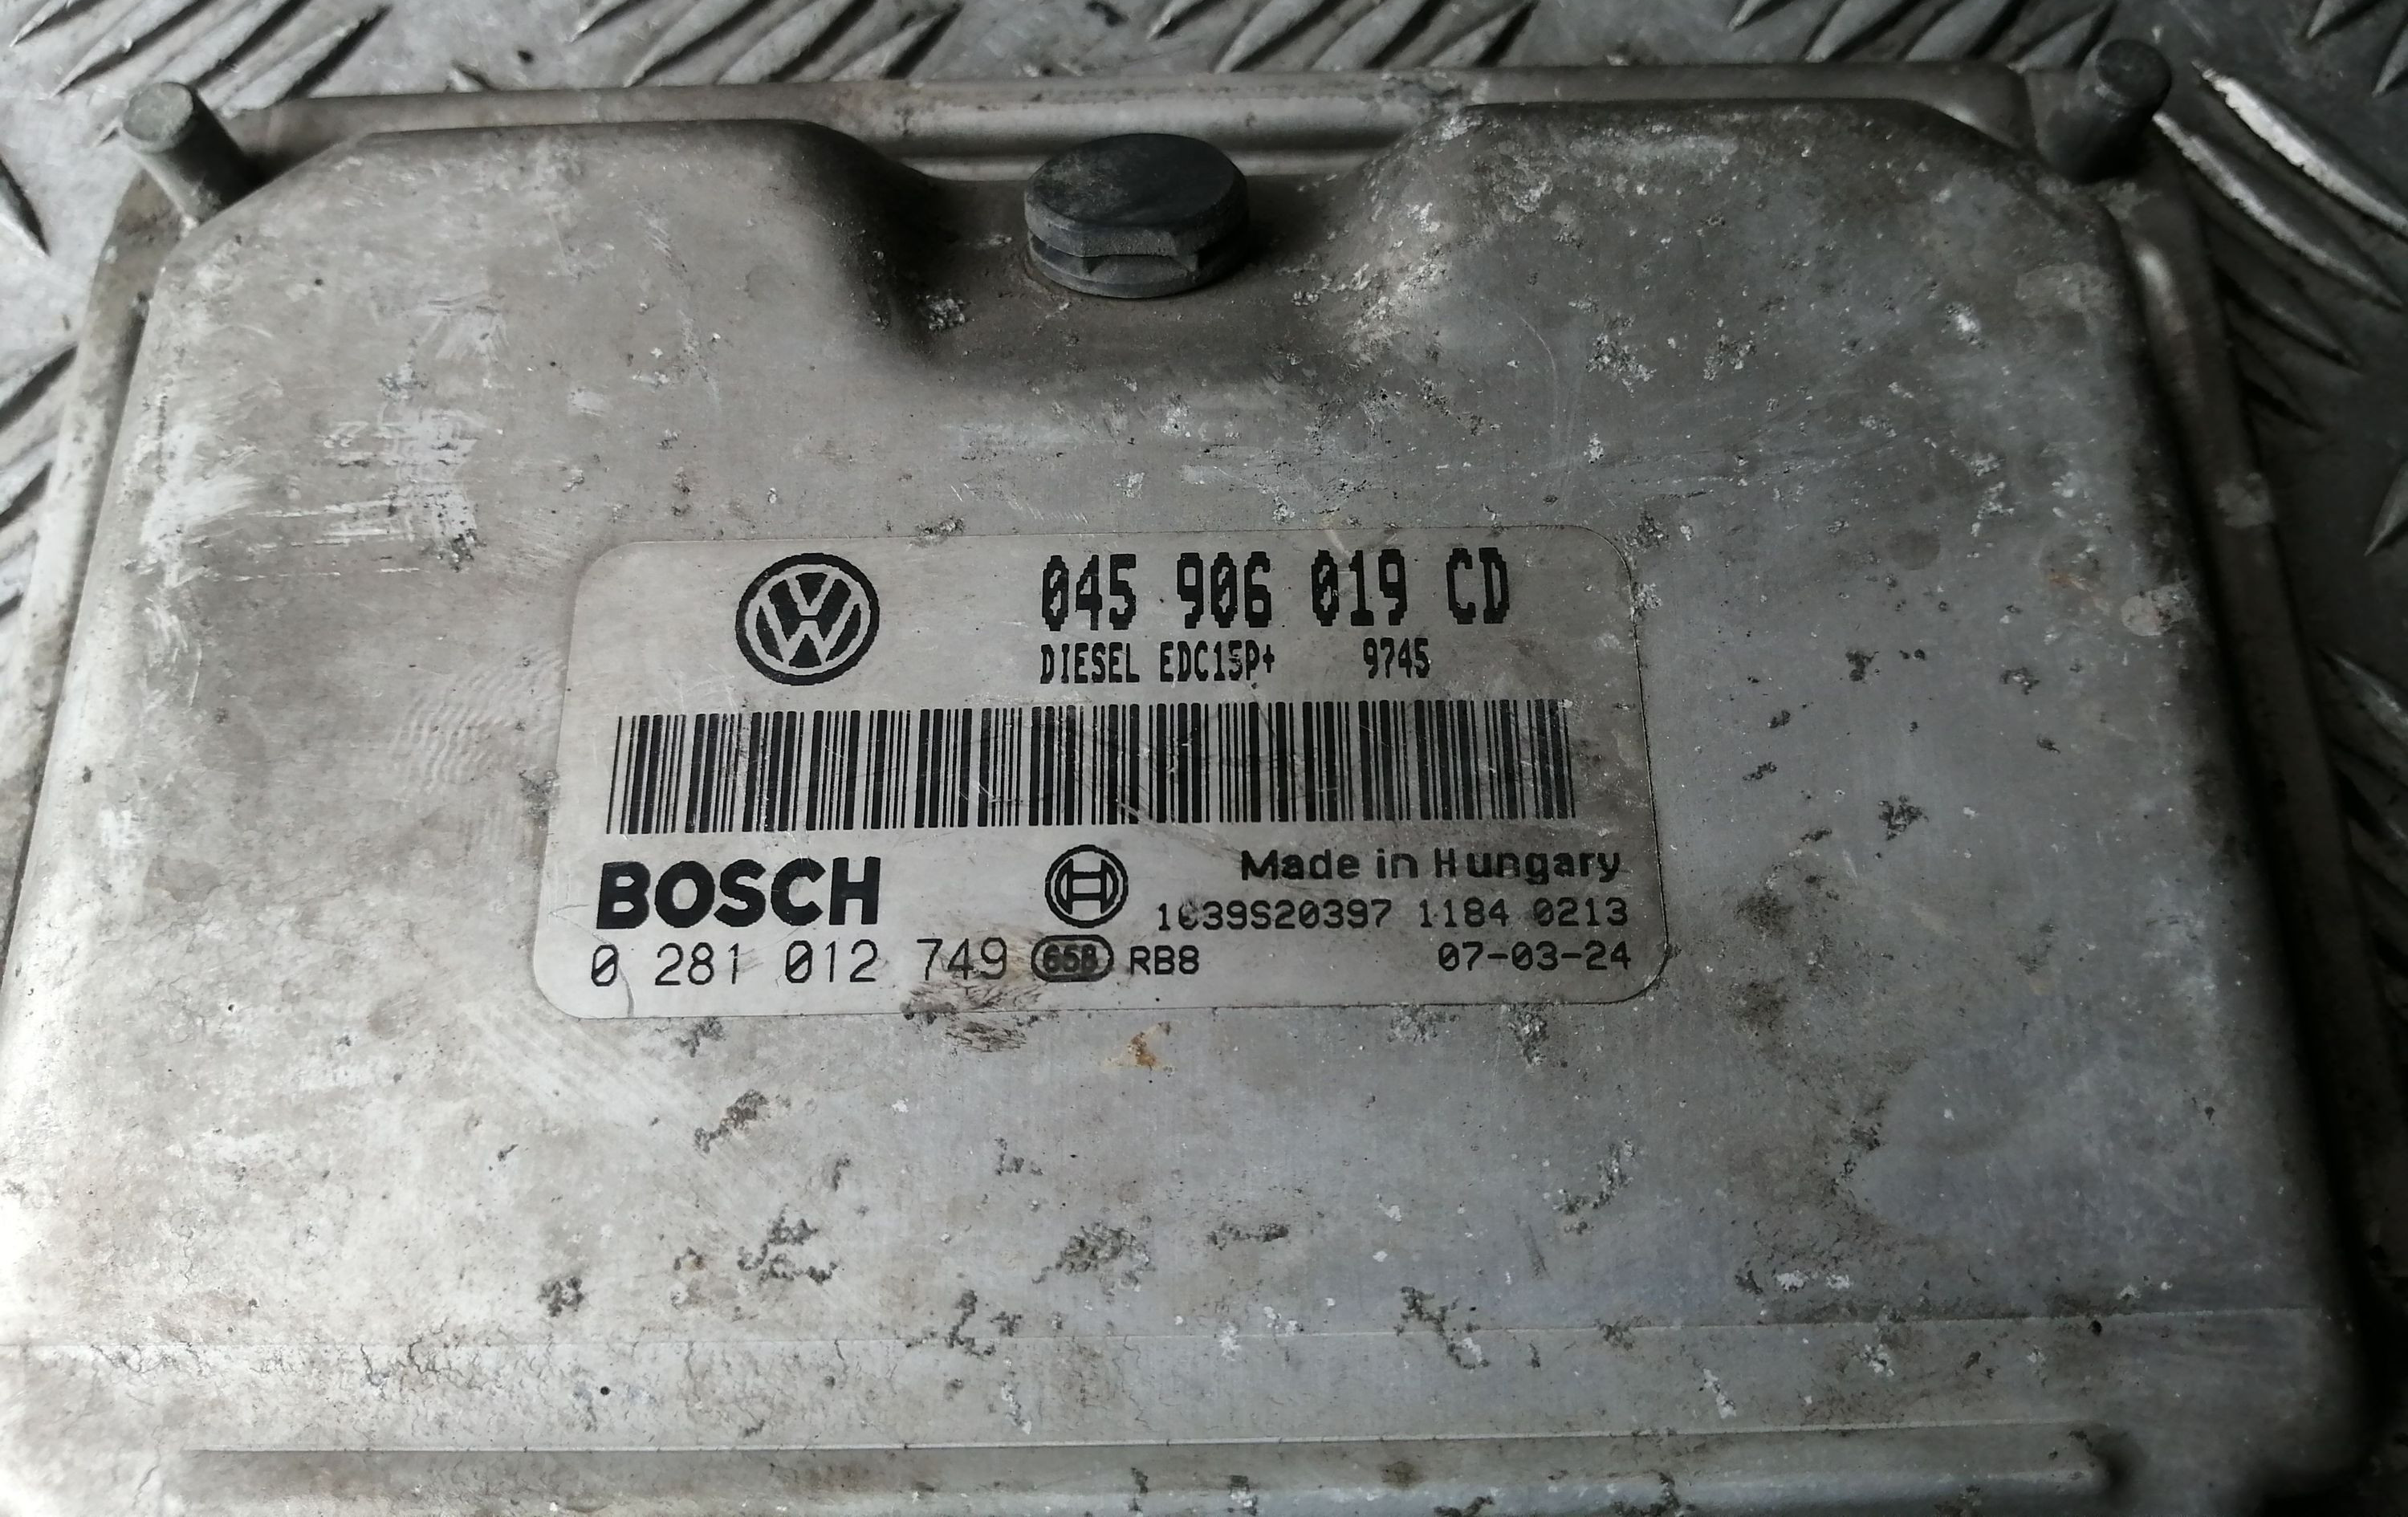 045 906 019 CD
DIESEL EDC15P+ 9745
BOSCH
Made in Hungary
1039S20397 1184 0213
0 281 012 749 65B RB8
07-03-24